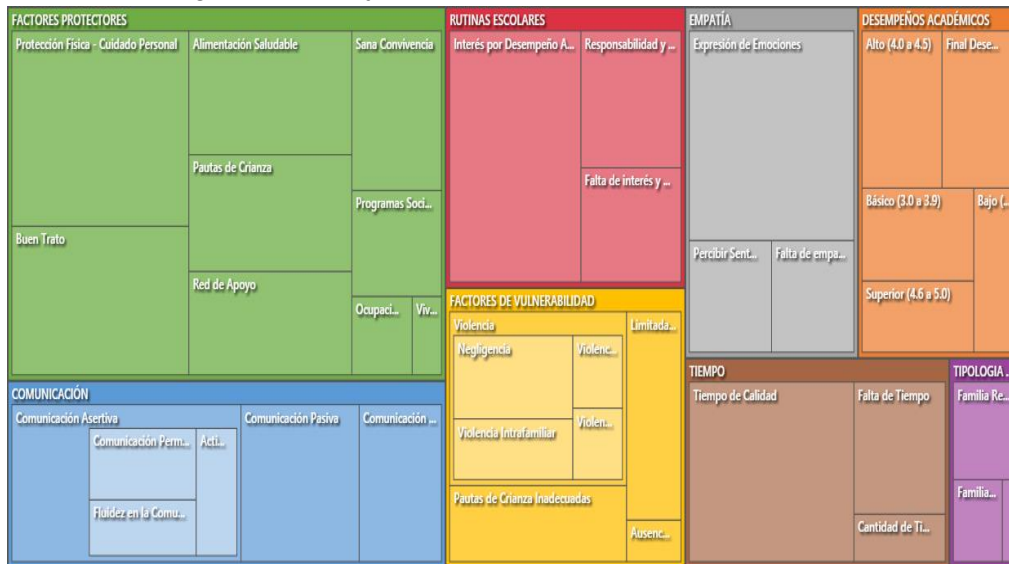 FACTORES PROTECTORES
Protección Física - Cuidado Personal
Alimentación Saludable
Sana Convivencia
Pautas de Crianza
Programas Soci...
Buen Trato
Red de Apoyo
Ocupaci...
Viv...
RUTINAS ESCOLARES
Interés por Desempeño A...
Responsabilidad y ...
Falta de interés y ...
EMPATÍA
Expresión de Emociones
Percibir Sent...
Falta de empa...
DESEMPEÑOS ACADÉMICOS
Alto (4.0 a 4.5)
Final Dese...
Básico (3.0 a 3.9)
Bajo (...
Superior (4.6 a 5.0)
COMUNICACIÓN
Comunicación Asertiva
Comunicación Perm...
Acti...
Fluidez en la Comu...
Comunicación Pasiva
Comunicación ...
FACTORES DE VULNERABILIDAD
Violencia
Negligencia
Violenc...
Violencia Intrafamiliar
Violen...
Limitada...
Pautas de Crianza Inadecuadas
Ausenc...
TIEMPO
Tiempo de Calidad
Falta de Tiempo
Cantidad de Ti...
TIPOLOGIA ...
Familia Re...
Familia...